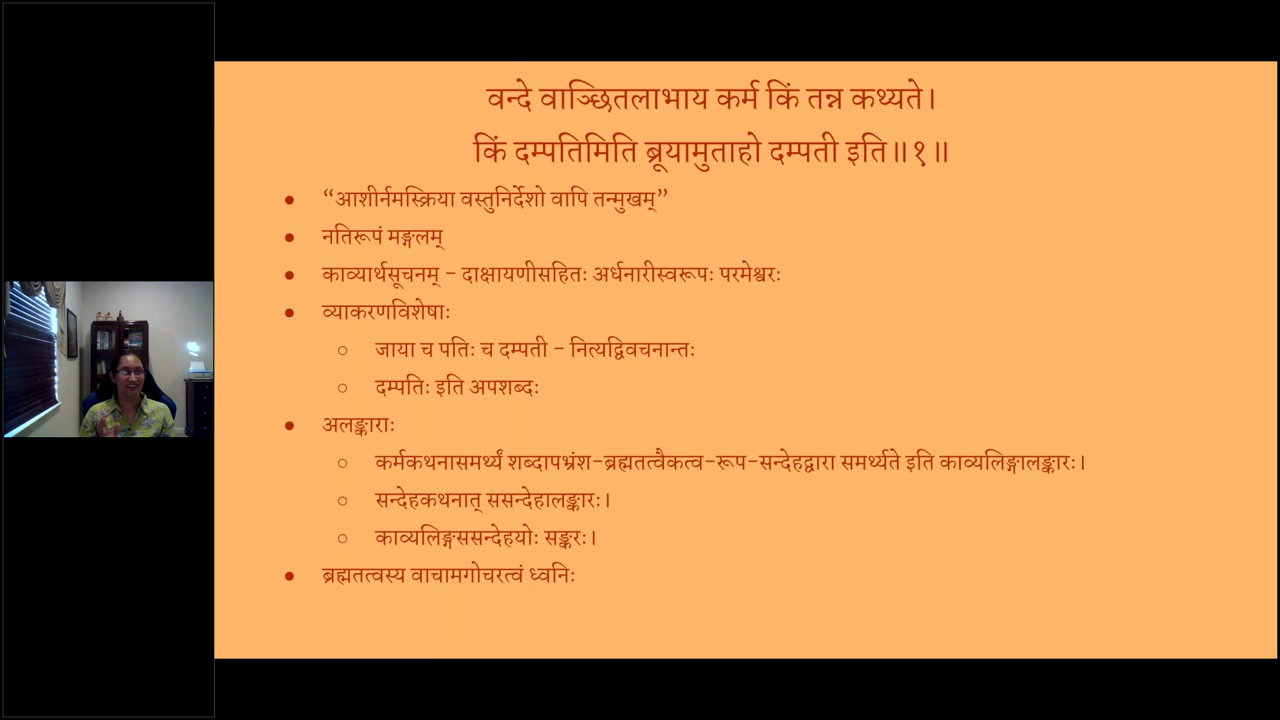 वन्दे वाञ्छितलाभाय कर्म किं तन्न कथ्यते।
किं दम्पतिमिति ब्रूयामुताहो दम्पती इति॥१॥
● “आशीर्नमस्क्रिया वस्तुनिर्देशो वापि तन्मुखम्”
● नतिरूपं मङ्गलम्
● काव्यार्थसूचनम् - दाक्षायणीसहितः अर्धनारीस्वरूपः परमेश्वरः
● व्याकरणविशेषाः
○ जाया च पतिः च दम्पती - नित्यद्विवचनान्तः
○ दम्पतिः इति अपशब्दः
● अलङ्काराः
○ कर्मकथनासमर्थ्यं शब्दापभ्रंश-ब्रह्मतत्वैकत्व-रूप-सन्देहद्वारा समर्थ्यते इति काव्यलिङ्गालङ्कारः।
○ सन्देहकथनात् ससन्देहालङ्कारः।
○ काव्यलिङ्गससन्देहयोः सङ्करः।
● ब्रह्मतत्वस्य वाचामगोचरत्वं ध्वनिः